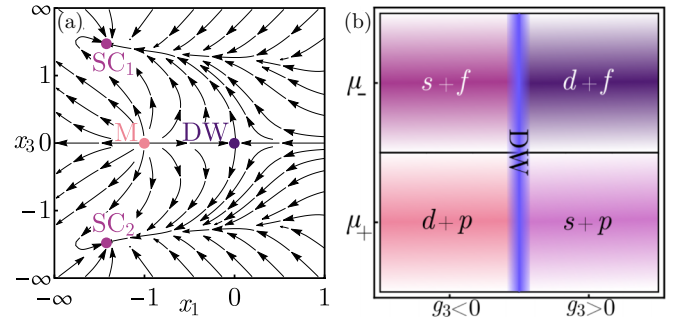 (a)
∞
SC₁
1
M
DW
x₃ 0
-1
SC₂
-∞
-∞ -1 0 1
x₁
(b)
μ₋
s+f
d+f
DW
μ₊
d+p
s+p
g₃<0 g₃>0